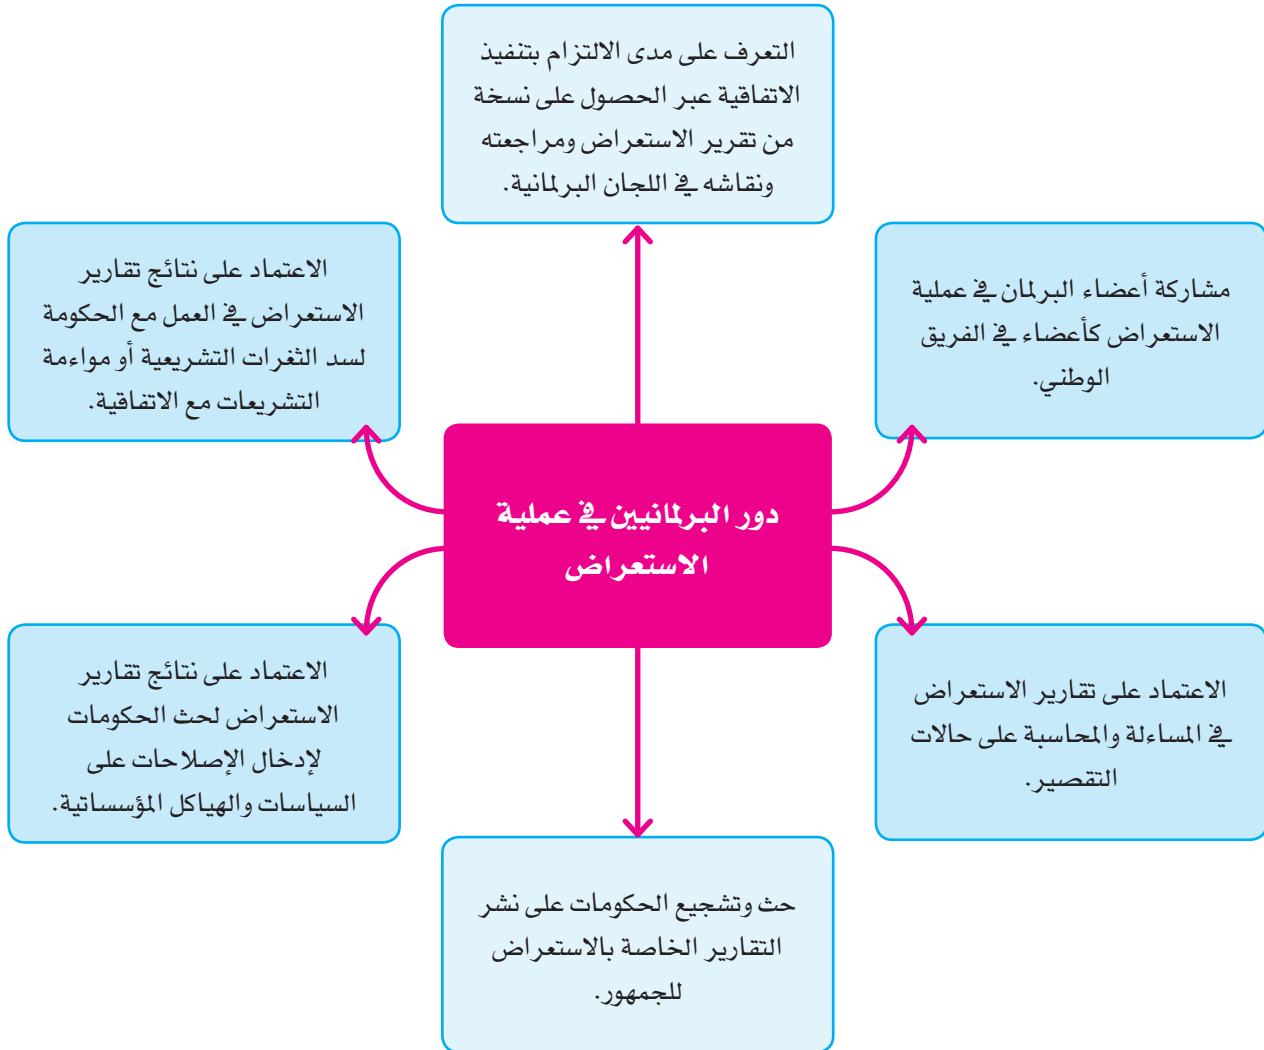 التعرف على مدى الالتزام بتنفيذ
الاتفاقية عبر الحصول على نسخة
من تقرير الاستعراض ومراجعته
ونقاشه في اللجان البرلمانية.
مشاركة أعضاء البرلمان في عملية
الاستعراض كأعضاء في الفريق
الوطني.
الاعتماد على نتائج تقارير
الاستعراض في العمل مع الحكومة
لسد الثغرات التشريعية أو مواءمة
التشريعات مع الاتفاقية.
دور البرلمانيين في عملية
الاستعراض
الاعتماد على تقارير الاستعراض
في المساءلة والمحاسبة على حالات
التقصير.
الاعتماد على نتائج تقارير
الاستعراض لحث الحكومات
لإدخال الإصلاحات على
السياسات والهياكل المؤسساتية.
حث وتشجيع الحكومات على نشر
التقارير الخاصة بالاستعراض
للجمهور.